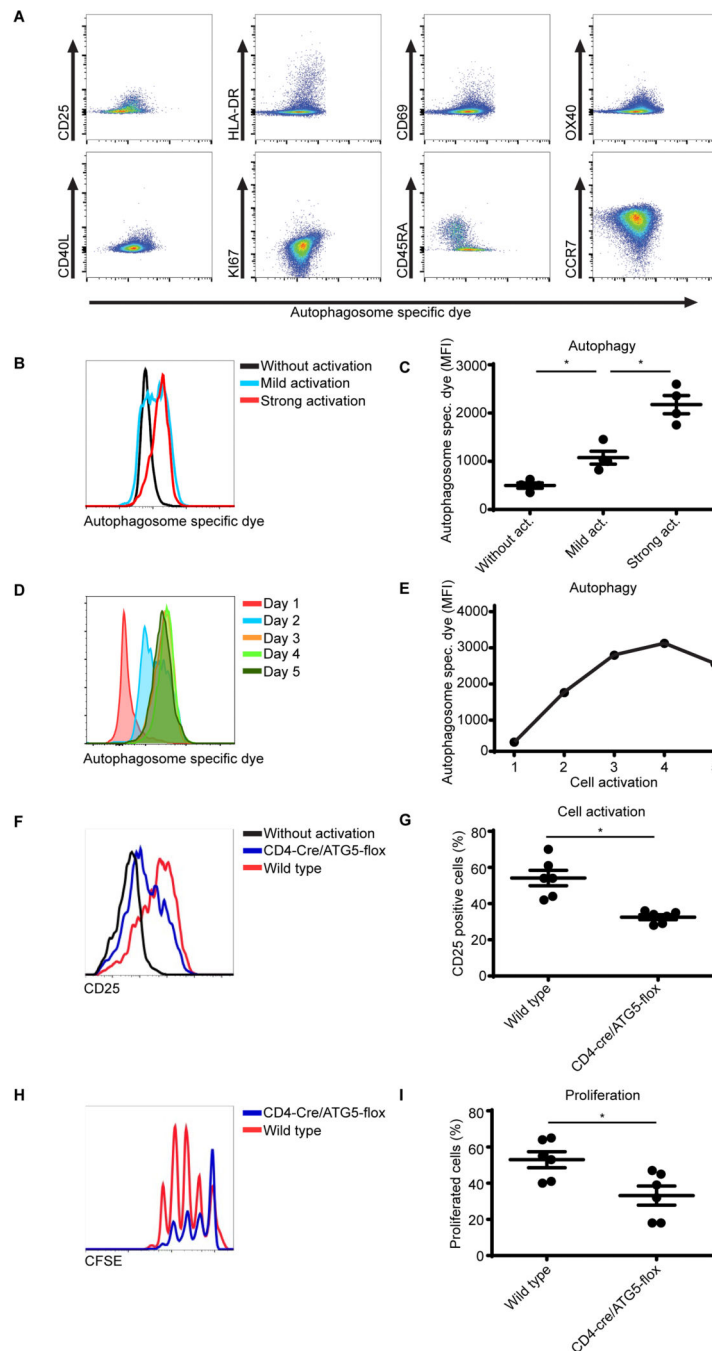 A
CD25
HLA-DR
CD69
OX40
CD40L
KI67
CD45RA
CCR7
Autophagosome specific dye
B
Without activation
Mild activation
Strong activation
Autophagosome specific dye
C
Autophagy
Autophagosome spec. dye (MFI)
3000
2000
1000
0
* *
Without act.
Mild act.
Strong act.
D
Day 1
Day 2
Day 3
Day 4
Day 5
Autophagosome specific dye
E
Autophagy
Autophagosome spec. dye (MFI)
4000
3000
2000
3000
0
1 2 3 4
Cell activation
F
Without activation
CD4-Cre/ATG5-flox
Wild type
CD25
G
Cell activation
CD25 positive cells (%)
80
60
40
20
0
*
Wild type
CD4-cre/ATG5-flox
H
CD4-Cre/ATG5-flox
Wild type
CFSE
I
Proliferation
Proliferated cells (%)
80
60
40
20
0
*
Wild type
CD4-cre/ATG5-flox